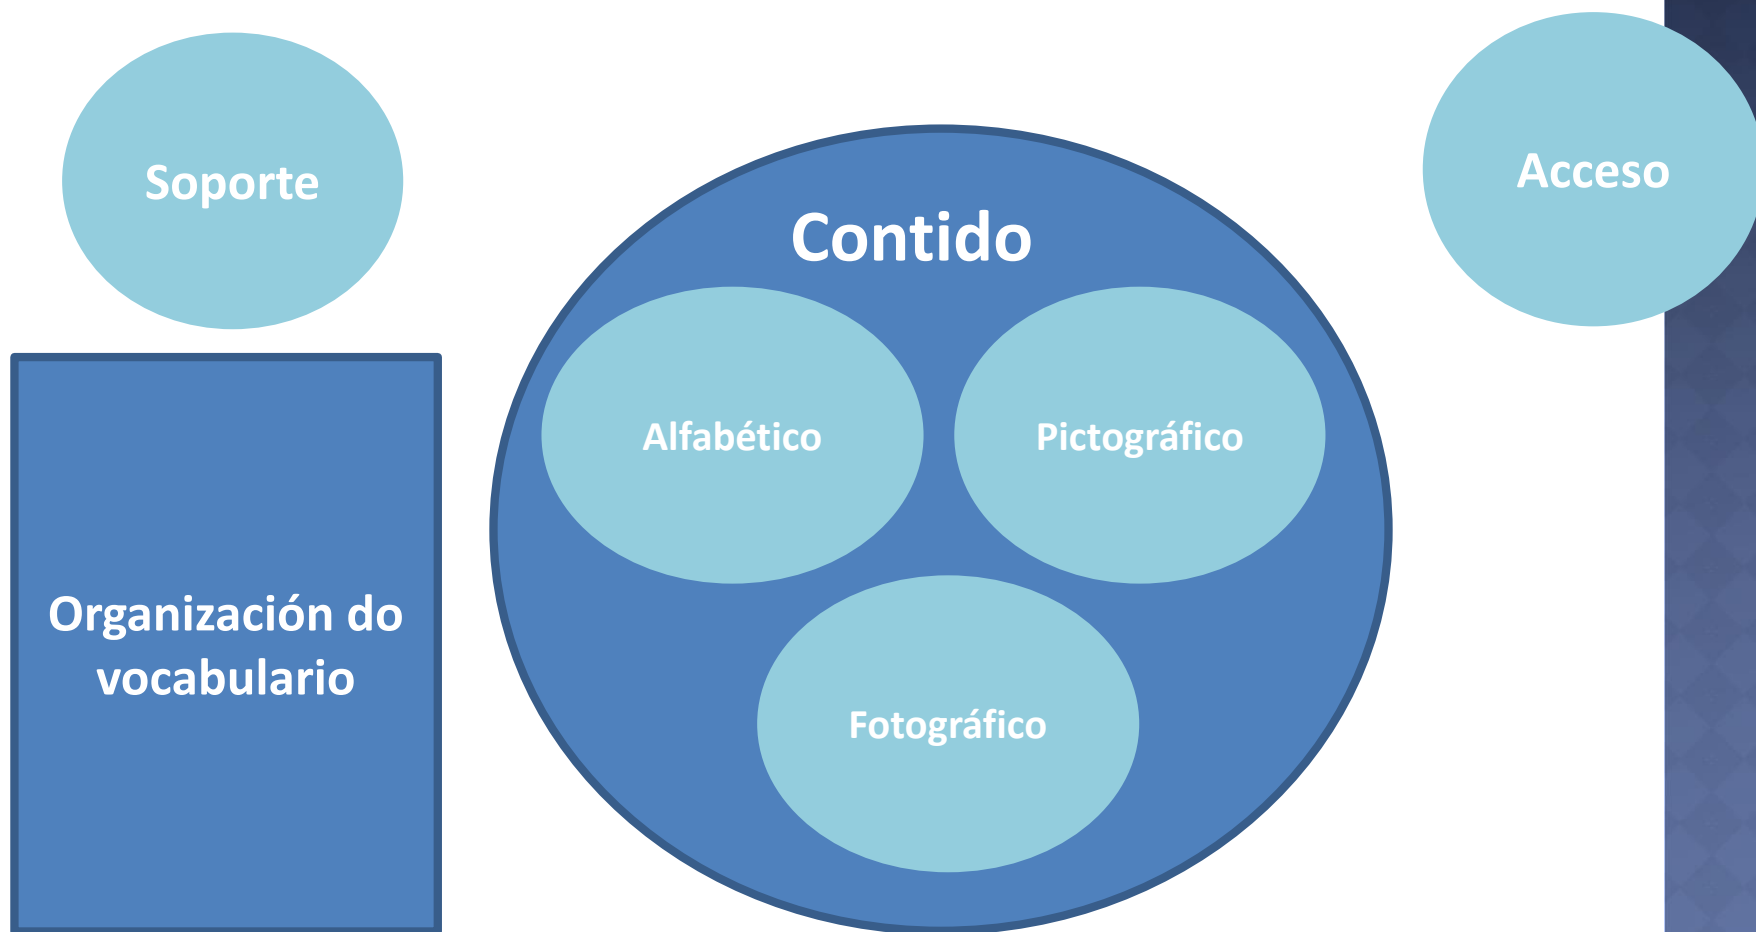 Soporte
Acceso
Contido
Alfabético
Pictográfico
Organización do
vocabulario
Fotográfico